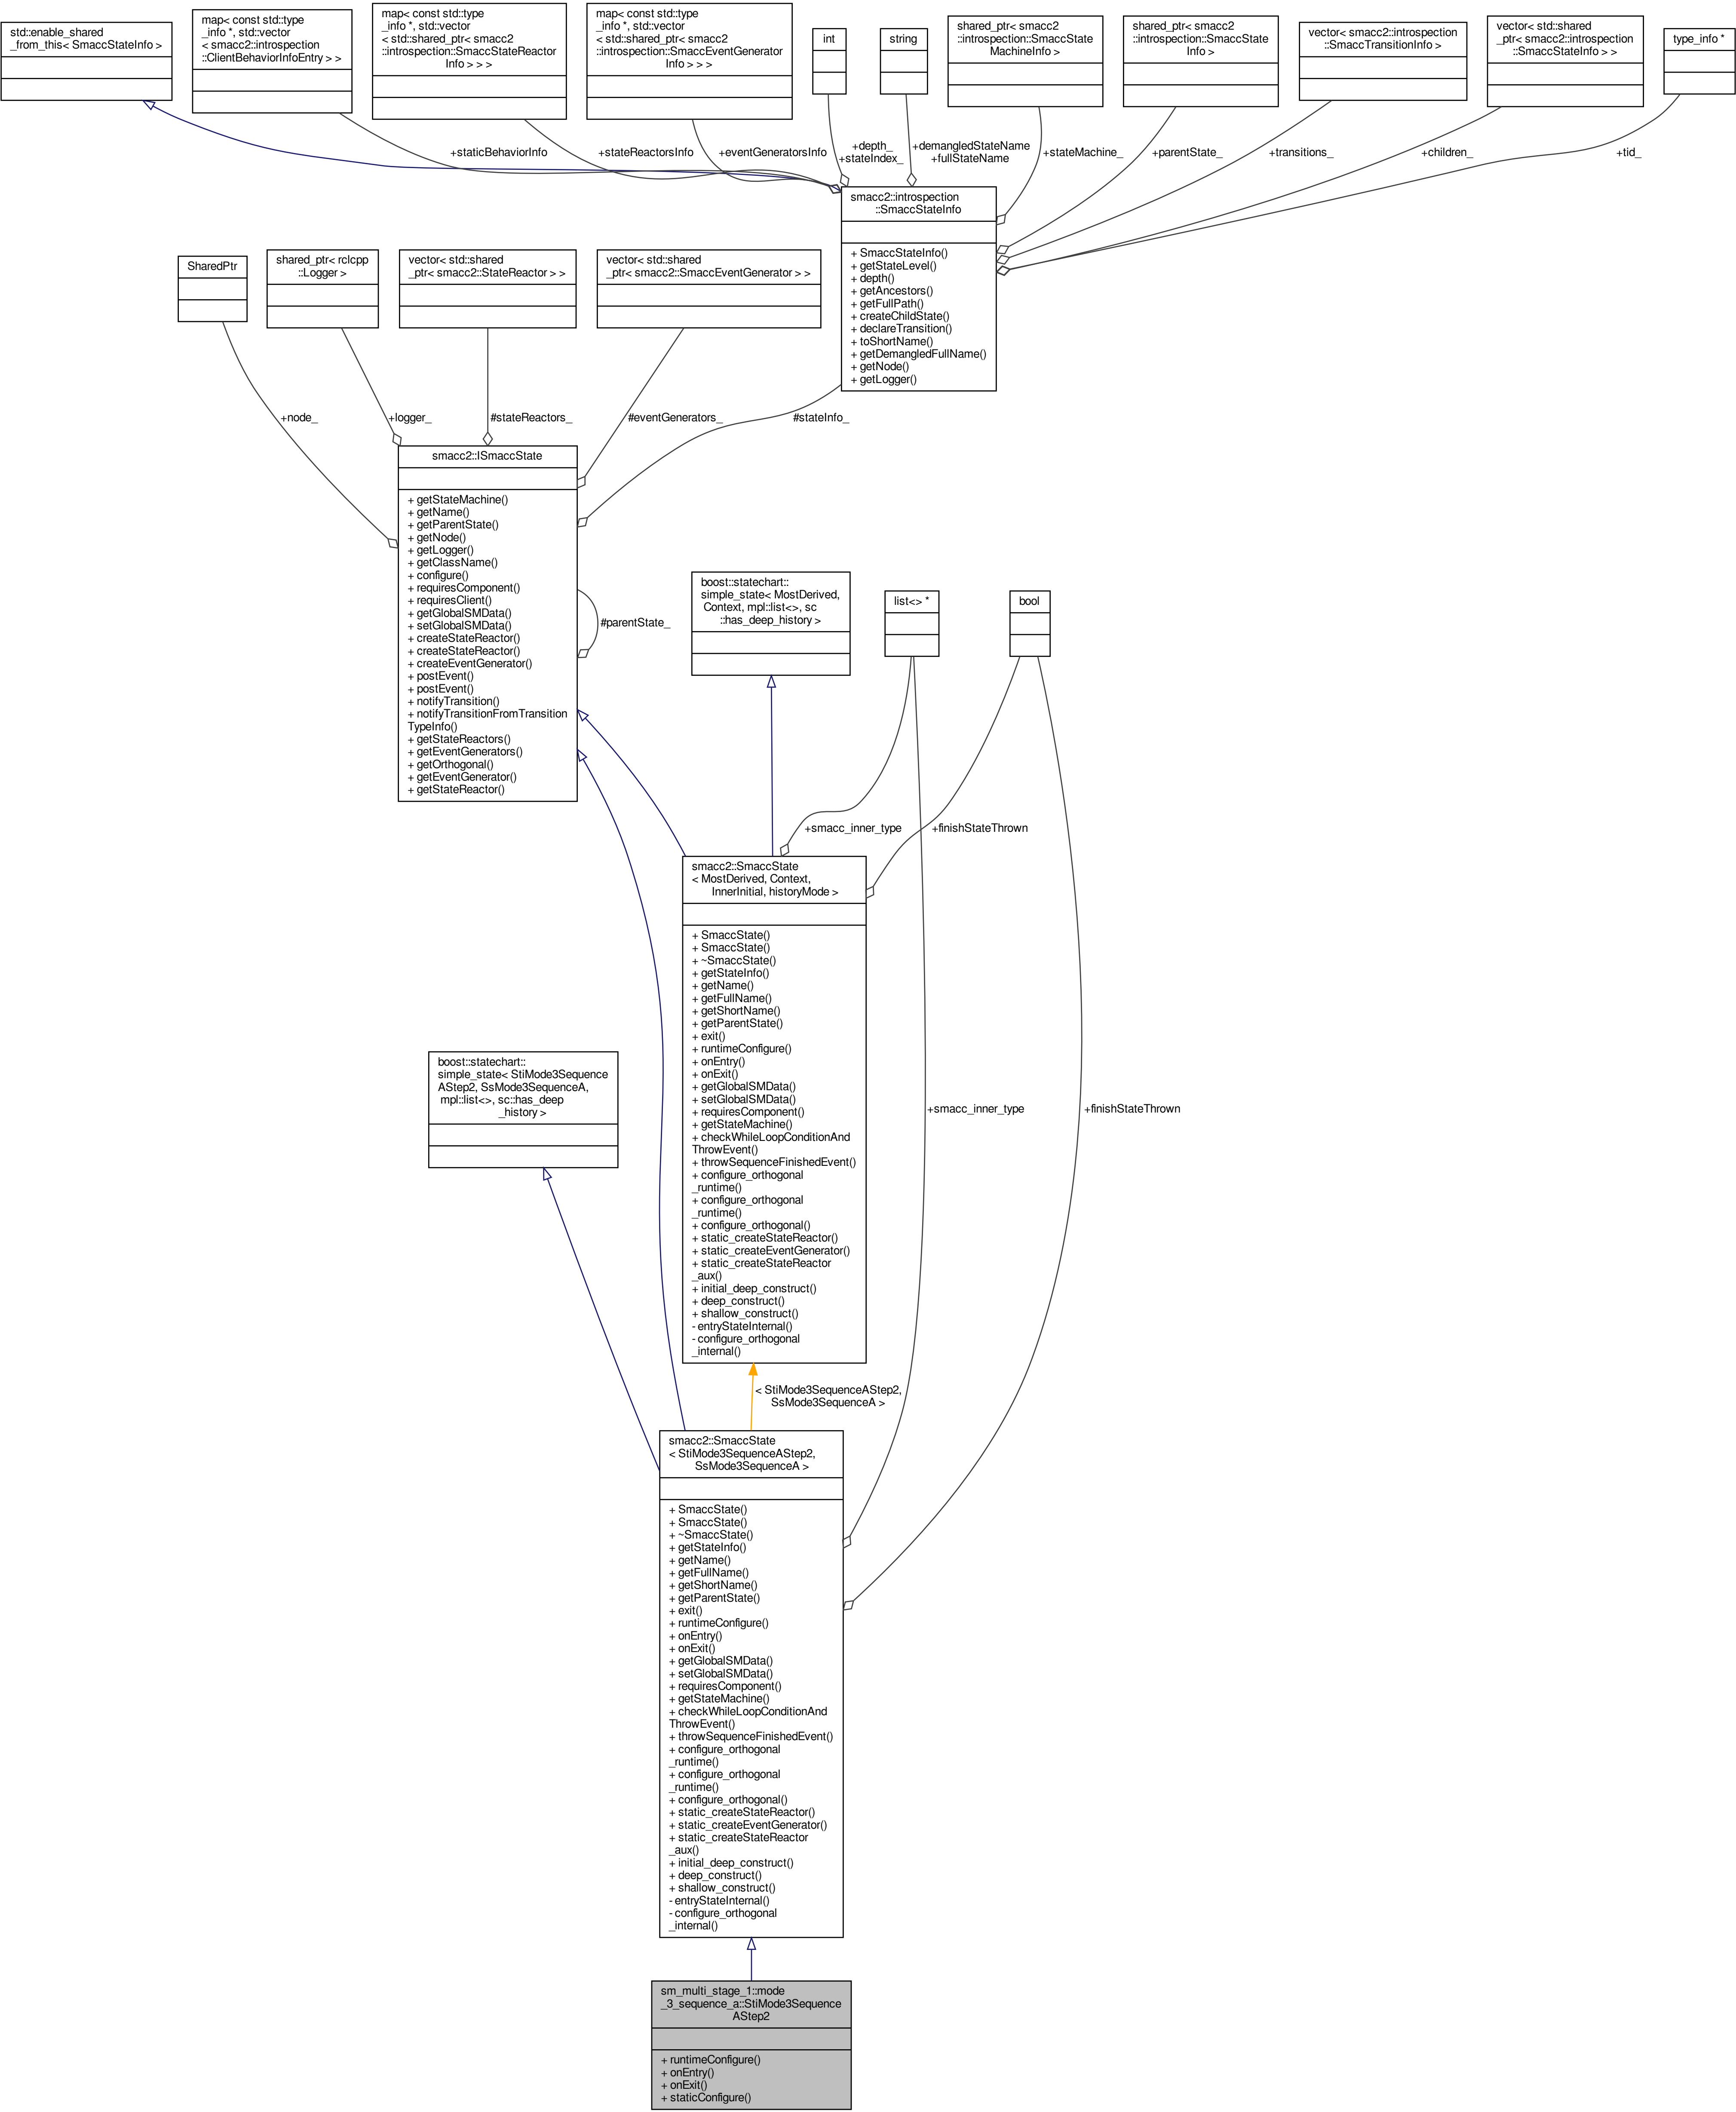 std::enable_shared
_from_this< SmaccStateInfo >
map< const std::type
_info *, std::vector
< smacc2::introspection
::ClientBehaviorInfoEntry > >
map< const std::type
_info *, std::vector
< std::shared_ptr< smacc2
::introspection::SmaccStateReactor
Info > > >
map< const std::type
_info *, std::vector
< std::shared_ptr< smacc2
::introspection::SmaccEventGenerator
Info > > >
int
string
shared_ptr< smacc2
::introspection::SmaccState
MachineInfo >
shared_ptr< smacc2
::introspection::SmaccState
Info >
vector< smacc2::introspection
::SmaccTransitionInfo >
vector< std::shared
_ptr< smacc2::introspection
::SmaccStateInfo > >
type_info *
+staticBehaviorInfo
+stateReactorsInfo
+eventGeneratorsInfo
+depth_
+stateIndex_
+demangledStateName
+fullStateName
+stateMachine_
+parentState_
+transitions_
+children_
+tid_
smacc2::introspection
::SmaccStateInfo
+ SmaccStateInfo()
+ getStateLevel()
+ depth()
+ getAncestors()
+ getFullPath()
+ createChildState()
+ declareTransition()
+ toShortName()
+ getDemangledFullName()
+ getNode()
+ getLogger()
SharedPtr
shared_ptr< rclcpp
::Logger >
vector< std::shared
_ptr< smacc2::StateReactor > >
vector< std::shared
_ptr< smacc2::SmaccEventGenerator > >
+node_
+logger_
#stateReactors_
#eventGenerators_
#stateInfo_
smacc2::ISmaccState
+ getStateMachine()
+ getName()
+ getParentState()
+ getNode()
+ getLogger()
+ getClassName()
+ configure()
+ requiresComponent()
+ requiresClient()
+ getGlobalSMData()
+ setGlobalSMData()
+ createStateReactor()
+ createStateReactor()
+ createEventGenerator()
+ postEvent()
+ postEvent()
+ notifyTransition()
+ notifyTransitionFromTransition
TypeInfo()
+ getStateReactors()
+ getEventGenerators()
+ getOrthogonal()
+ getEventGenerator()
+ getStateReactor()
#parentState_
boost::statechart::
simple_state< MostDerived,
Context, mpl::list<>, sc
::has_deep_history >
list<> *
bool
+smacc_inner_type
+finishStateThrown
smacc2::SmaccState
< MostDerived, Context,
InnerInitial, historyMode >
+ SmaccState()
+ SmaccState()
+ ~SmaccState()
+ getStateInfo()
+ getName()
+ getFullName()
+ getShortName()
+ getParentState()
+ exit()
+ runtimeConfigure()
+ onEntry()
+ onExit()
+ getGlobalSMData()
+ setGlobalSMData()
+ requiresComponent()
+ getStateMachine()
+ checkWhileLoopConditionAnd
ThrowEvent()
+ throwSequenceFinishedEvent()
+ configure_orthogonal
_runtime()
+ configure_orthogonal
_runtime()
+ configure_orthogonal()
+ static_createStateReactor()
+ static_createEventGenerator()
+ static_createStateReactor
_aux()
+ initial_deep_construct()
+ deep_construct()
+ shallow_construct()
- entryStateInternal()
- configure_orthogonal
_internal()
boost::statechart::
simple_state< StiMode3Sequence
AStep2, SsMode3SequenceA,
mpl::list<>, sc::has_deep
_history >
+smacc_inner_type
+finishStateThrown
< StiMode3SequenceAStep2,
SsMode3SequenceA >
smacc2::SmaccState
< StiMode3SequenceAStep2,
SsMode3SequenceA >
+ SmaccState()
+ SmaccState()
+ ~SmaccState()
+ getStateInfo()
+ getName()
+ getFullName()
+ getShortName()
+ getParentState()
+ exit()
+ runtimeConfigure()
+ onEntry()
+ onExit()
+ getGlobalSMData()
+ setGlobalSMData()
+ requiresComponent()
+ getStateMachine()
+ checkWhileLoopConditionAnd
ThrowEvent()
+ throwSequenceFinishedEvent()
+ configure_orthogonal
_runtime()
+ configure_orthogonal
_runtime()
+ configure_orthogonal()
+ static_createStateReactor()
+ static_createEventGenerator()
+ static_createStateReactor
_aux()
+ initial_deep_construct()
+ deep_construct()
+ shallow_construct()
- entryStateInternal()
- configure_orthogonal
_internal()
sm_multi_stage_1::mode
_3_sequence_a::StiMode3Sequence
AStep2
+ runtimeConfigure()
+ onEntry()
+ onExit()
+ staticConfigure()